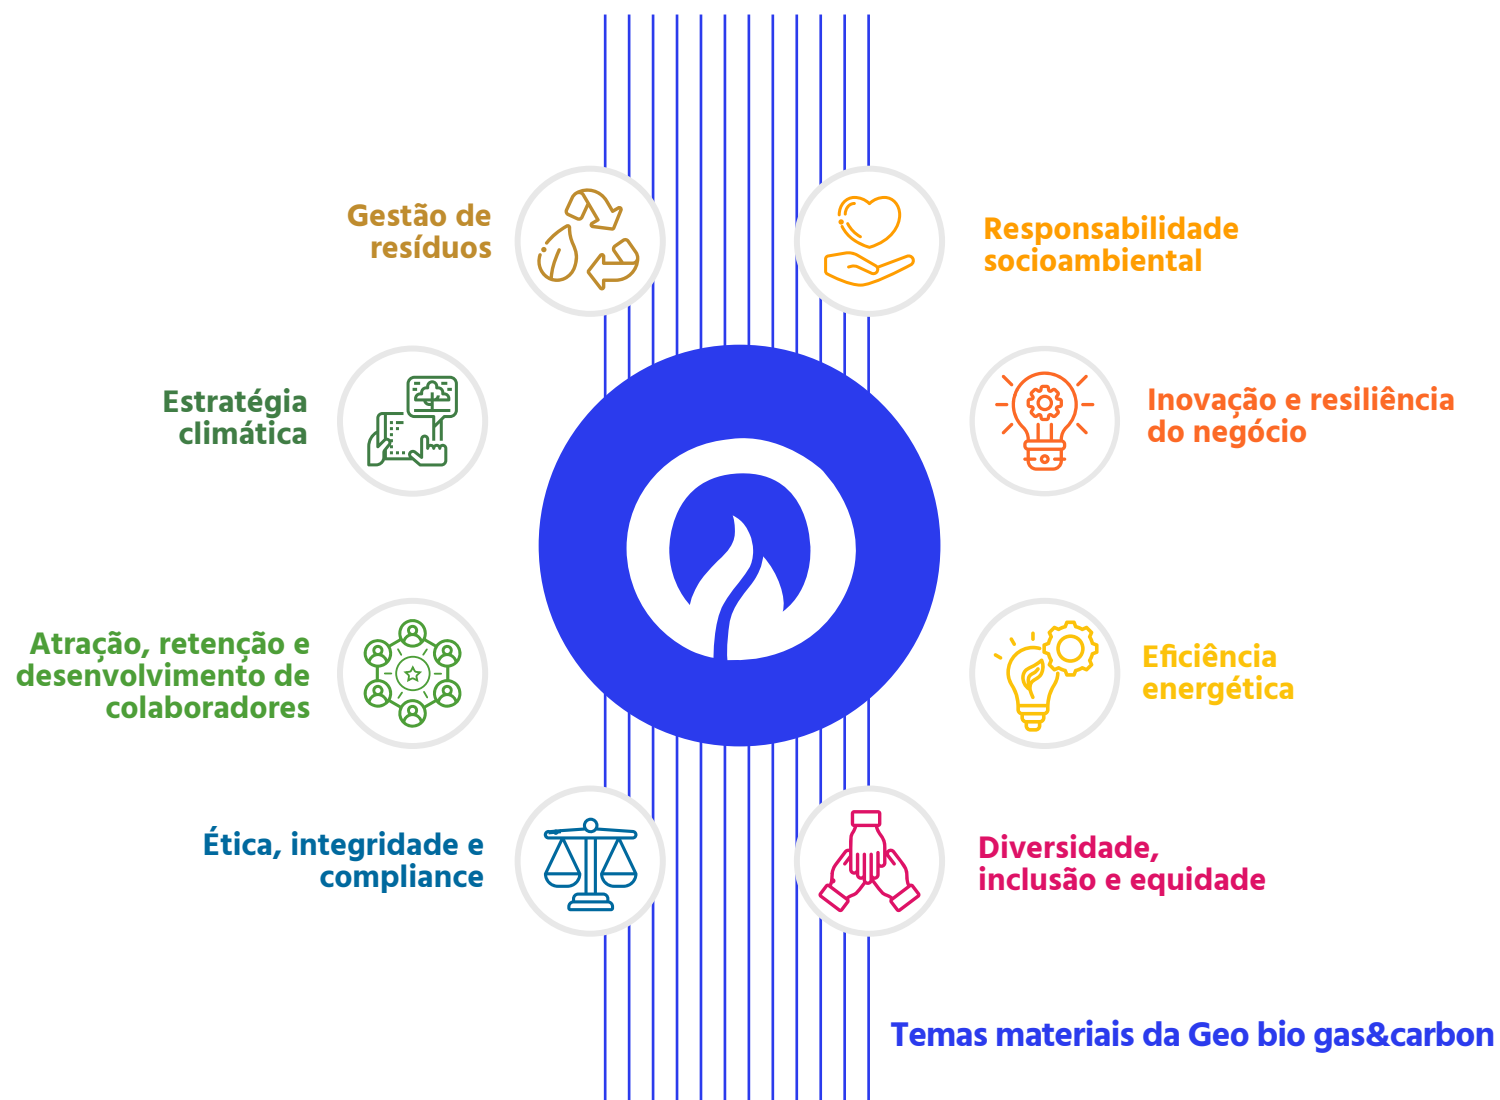 Gestão de
resíduos
Responsabilidade
socioambiental
Estratégia
climática
Inovação e resiliência
do negócio
Atração, retenção e
desenvolvimento de
colaboradores
Eficiência
energética
Ética, integridade e
compliance
Diversidade,
inclusão e equidade
Temas materiais da Geo bio gas&carbon